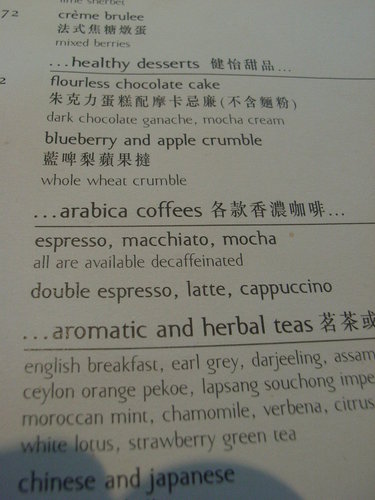 lime sherbet
72
crème brulee
法式焦糖燉蛋
mixed berries
...healthy desserts 健怡甜品...
2
flourless chocolate cake
朱克力蛋糕配摩卡忌廉(不含麵粉)
dark chocolate ganache, mocha cream
blueberry and apple crumble
藍啤梨蘋果撻
whole wheat crumble
...arabica coffees 各款香濃咖啡...
espresso, macchiato, mocha
all are available decaffeinated
double espresso, latte, cappuccino
...aromatic and herbal teas 茗茶或
english breakfast, earl grey, darjeeling, assam
ceylon orange pekoe, lapsang souchong impe
moroccan mint, chamomile, verbena, citrus
white lotus, strawberry green tea
chinese and japanese